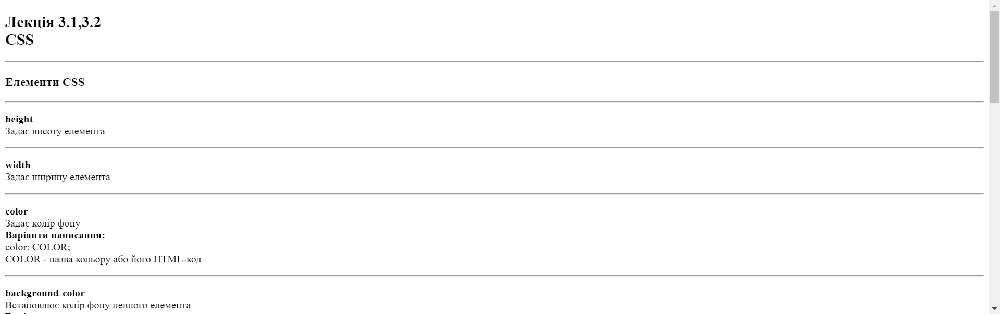 Лекція 3.1,3.2
CSS
Елементи CSS
height
Задає висоту елемента
width
Задає ширину елемента
color
Задає колір фону
Варіанти написання:
color: COLOR;
COLOR - назва кольору або його HTML-код
background-color
Встановлює колір фону певного елемента